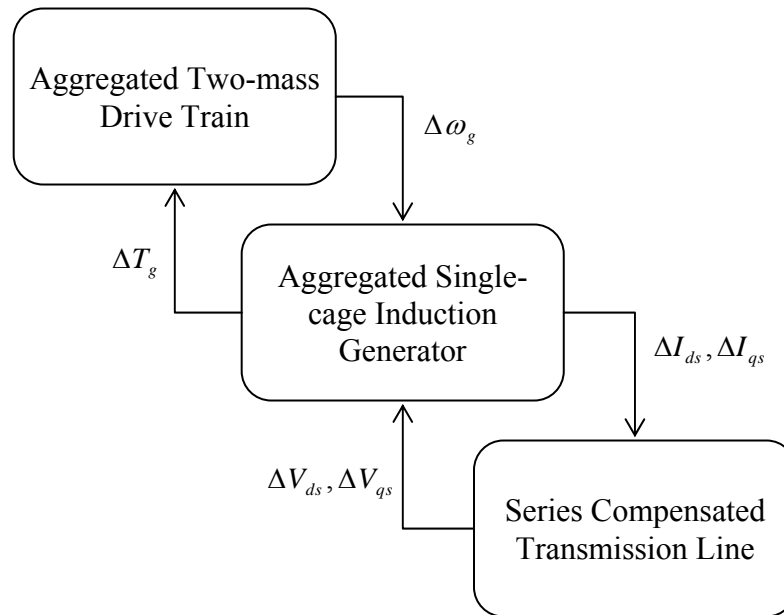 Aggregated Two-mass
Drive Train
Δω_g
ΔT_g
Aggregated Single-
cage Induction
Generator
ΔI_ds, ΔI_qs
ΔV_ds, ΔV_qs
Series Compensated
Transmission Line